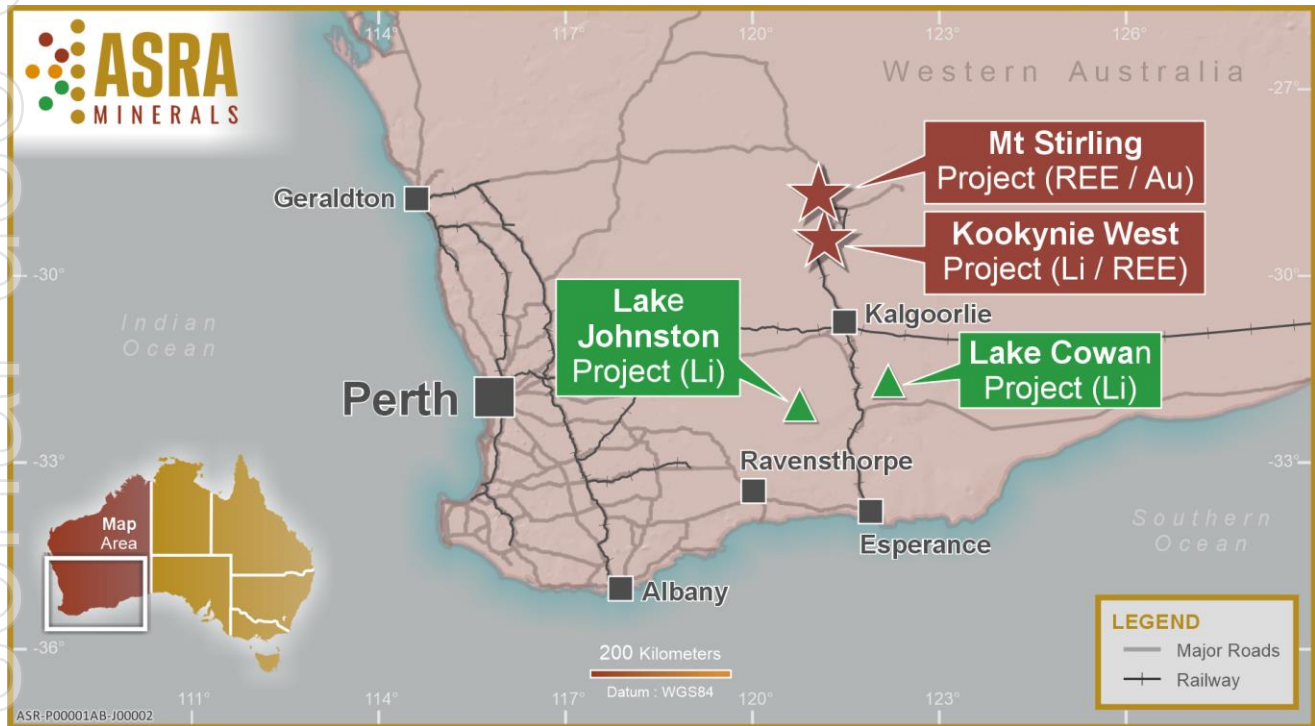 ASRA
MINERALS
114°
117°
120°
123°
126°
Western Australia
-27°
Mt Stirling
Project (REE / Au)
Geraldton
Kookynie West
Project (Li / REE)
-30°
-30°
Lake
Johnston
Project (Li)
Kalgoorlie
Indian
Ocean
Lake Cowan
Project (Li)
Perth
-33°
-33°
Ravensthorpe
Map
Area
Southern
Ocean
Esperance
Albany
LEGEND
Major Roads
Railway
-36°
200 Kilometers
Datum : WGS84
111°
114°
117°
120°
123°
ASR-P00001AB-J00002